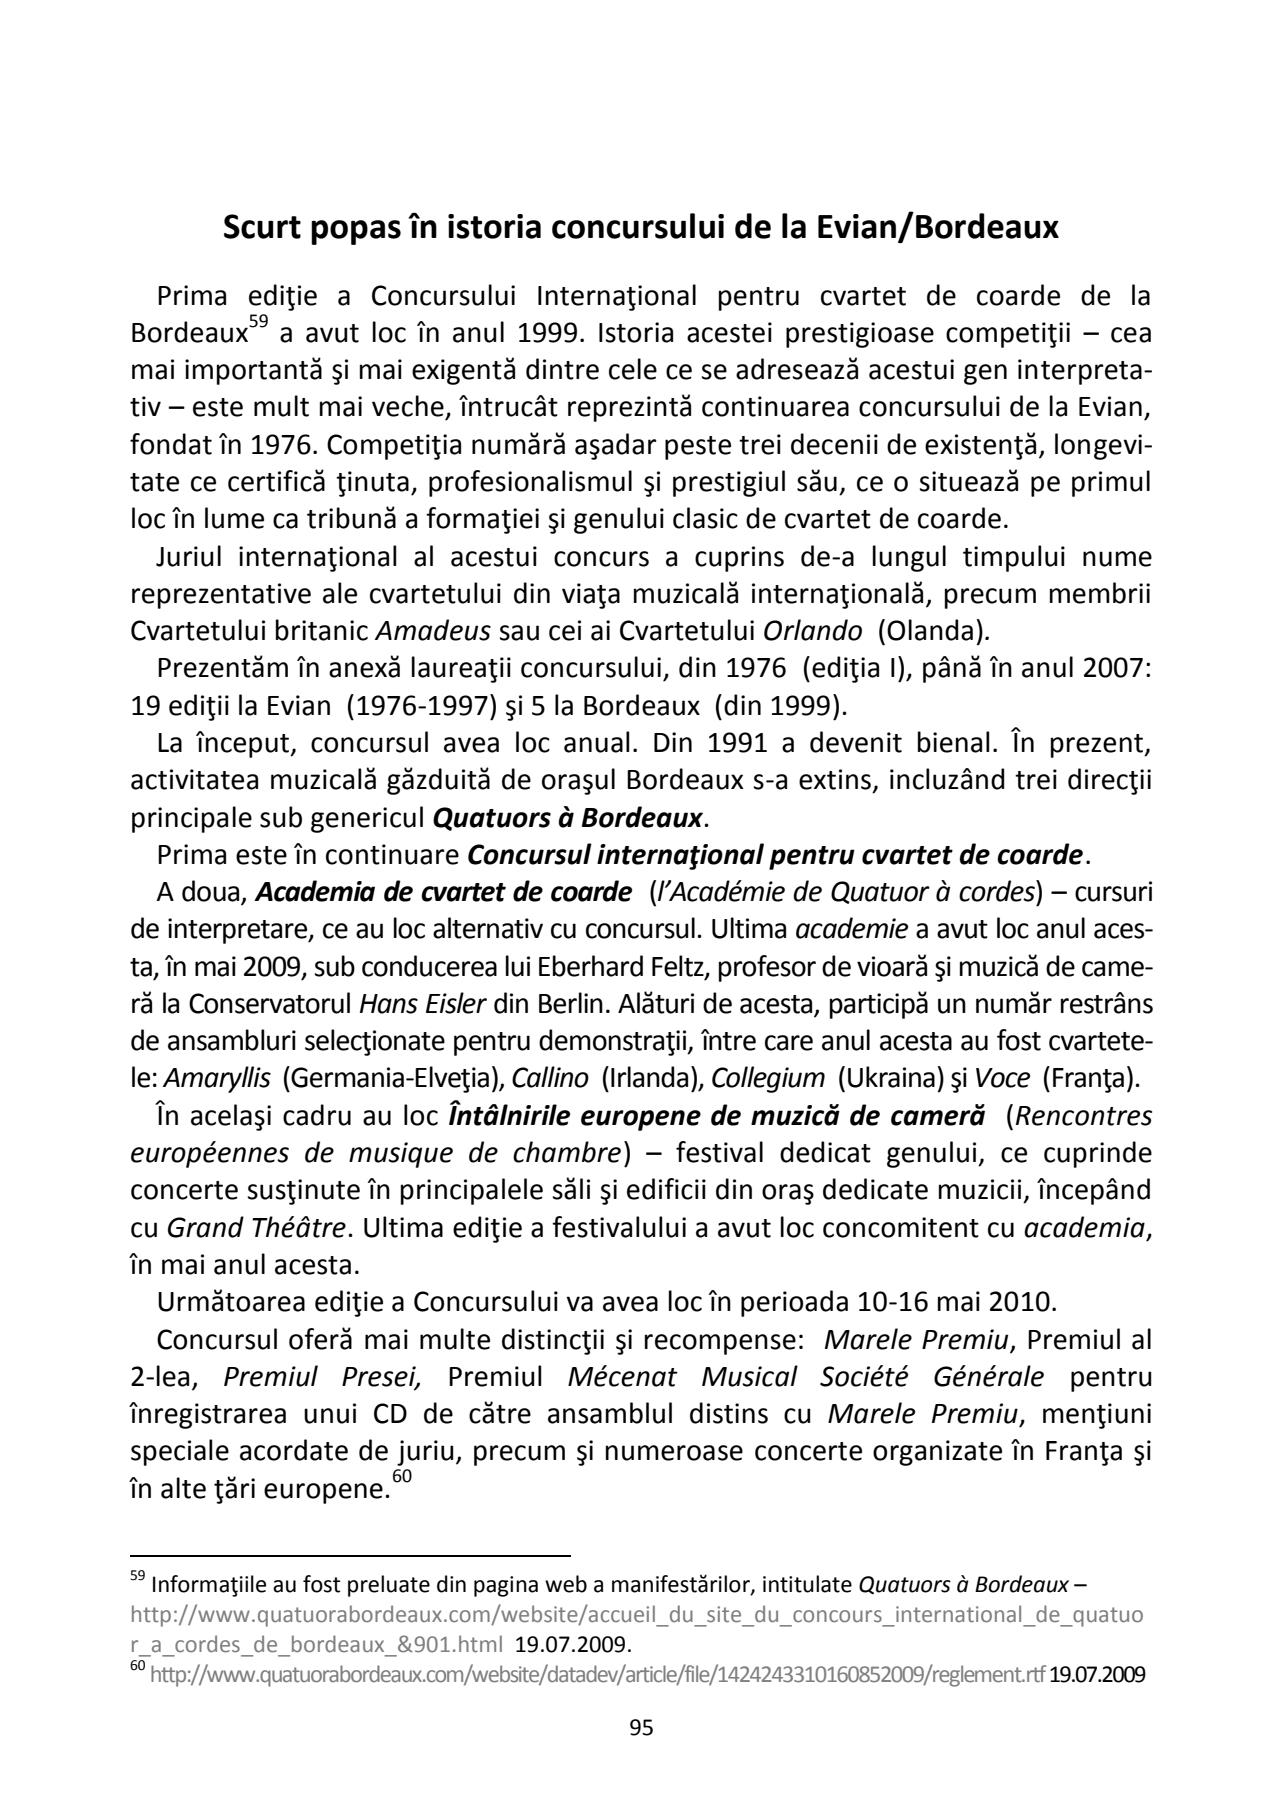 Scurt popas în istoria concursului de la Evian/Bordeaux
Prima ediţie a Concursului Internaţional pentru cvartet de coarde de la
Bordeaux59 a avut loc în anul 1999. Istoria acestei prestigioase competiţii – cea
mai importantă şi mai exigentă dintre cele ce se adresează acestui gen interpreta-
tiv – este mult mai veche, întrucât reprezintă continuarea concursului de la Evian,
fondat în 1976. Competiţia numără aşadar peste trei decenii de existenţă, longevi-
tate ce certifică ţinuta, profesionalismul şi prestigiul său, ce o situează pe primul
loc în lume ca tribună a formaţiei şi genului clasic de cvartet de coarde.
Juriul internaţional al acestui concurs a cuprins de-a lungul timpului nume
reprezentative ale cvartetului din viaţa muzicală internaţională, precum membrii
Cvartetului britanic Amadeus sau cei ai Cvartetului Orlando (Olanda).
Prezentăm în anexă laureaţii concursului, din 1976 (ediţia I), până în anul 2007:
19 ediţii la Evian (1976-1997) şi 5 la Bordeaux (din 1999).
La început, concursul avea loc anual. Din 1991 a devenit bienal. În prezent,
activitatea muzicală găzduită de oraşul Bordeaux s-a extins, incluzând trei direcţii
principale sub genericul Quatuors à Bordeaux.
Prima este în continuare Concursul internaţional pentru cvartet de coarde.
A doua, Academia de cvartet de coarde (l’Académie de Quatuor à cordes) – cursuri
de interpretare, ce au loc alternativ cu concursul. Ultima academie a avut loc anul aces-
ta, în mai 2009, sub conducerea lui Eberhard Feltz, profesor de vioară şi muzică de came-
ră la Conservatorul Hans Eisler din Berlin. Alături de acesta, participă un număr restrâns
de ansambluri selecţionate pentru demonstraţii, între care anul acesta au fost cvartete-
le: Amaryllis (Germania-Elveţia), Callino (Irlanda), Collegium (Ukraina) şi Voce (Franţa).
În acelaşi cadru au loc Întâlnirile europene de muzică de cameră (Rencontres
européennes de musique de chambre) – festival dedicat genului, ce cuprinde
concerte susţinute în principalele săli şi edificii din oraş dedicate muzicii, începând
cu Grand Théâtre. Ultima ediţie a festivalului a avut loc concomitent cu academia,
în mai anul acesta.
Următoarea ediţie a Concursului va avea loc în perioada 10-16 mai 2010.
Concursul oferă mai multe distincţii şi recompense: Marele Premiu, Premiul al
2-lea, Premiul Presei, Premiul Mécenat Musical Société Générale pentru
înregistrarea unui CD de către ansamblul distins cu Marele Premiu, menţiuni
speciale acordate de juriu, precum şi numeroase concerte organizate în Franţa şi
în alte ţări europene.60
59 Informaţiile au fost preluate din pagina web a manifestărilor, intitulate Quatuors à Bordeaux –
http://www.quatuorabordeaux.com/website/accueil_du_site_du_concours_international_de_quatuo
r_a_cordes_de_bordeaux_&901.html 19.07.2009.
60 http://www.quatuorabordeaux.com/website/datadev/article/file/1424243310160852009/reglement.rtf 19.07.2009
95